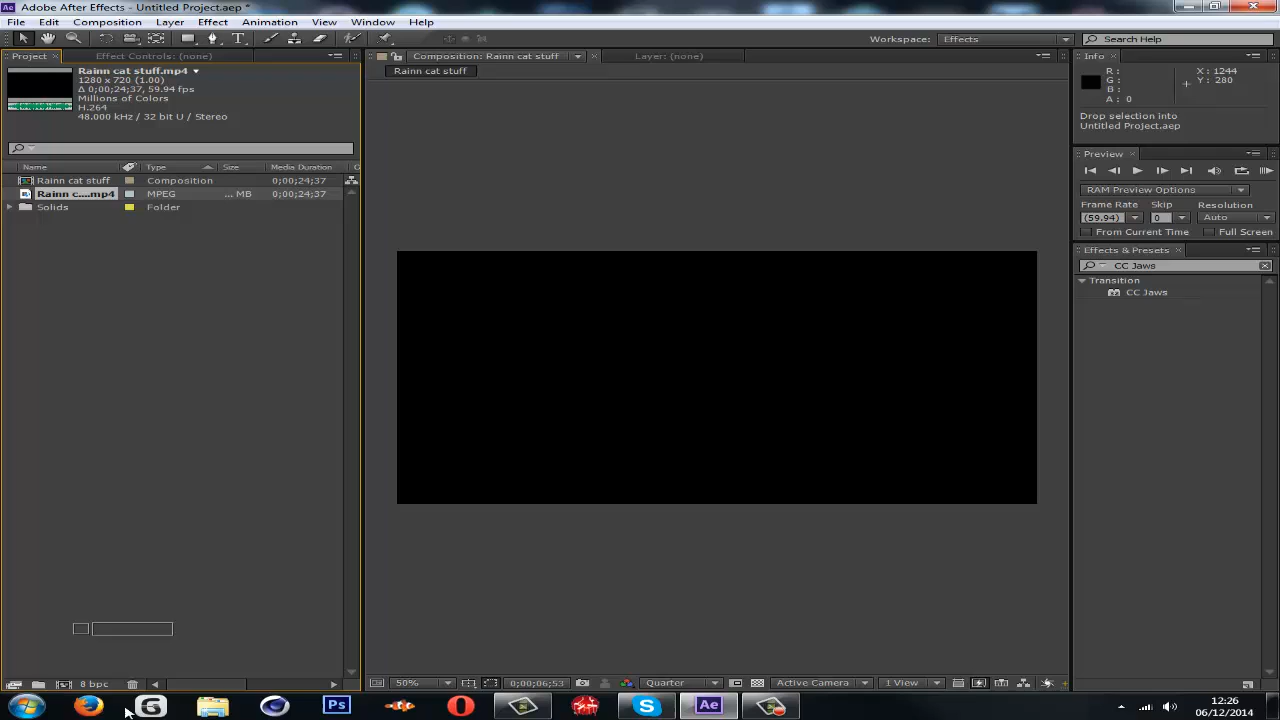 Adobe After Effects - Untitled Project.aep *
File Edit Composition Layer Effect Animation View Window Help
Workspace: Effects Search Help
Project Effect Controls: (none) Composition: Rainn cat stuff Layer: (none) Info
Rainn cat stuff
Rainn cat stuff.mp4
1280 x 720 (1.00)
Δ 0;00;24;37, 59.94 fps
Millions of Colors
H.264
48.000 kHz / 32 bit U / Stereo
R :
G :
B :
A : 0
X : 1244
Y : 280
Drop selection into
Untitled Project.aep
Preview
RAM Preview Options
Frame Rate Skip Resolution
(59.94) 0 Auto
From Current Time Full Screen
Effects & Presets
CC Jaws
Transition
CC Jaws
Name Type Size Media Duration
Rainn cat stuff Composition 0;00;24;37
Rainn c....mp4 MPEG ... MB 0;00;24;37
Solids Folder
8 bpc
50% 0;00;06;53 Quarter Active Camera 1 View
Ps Ae
12:26
06/12/2014